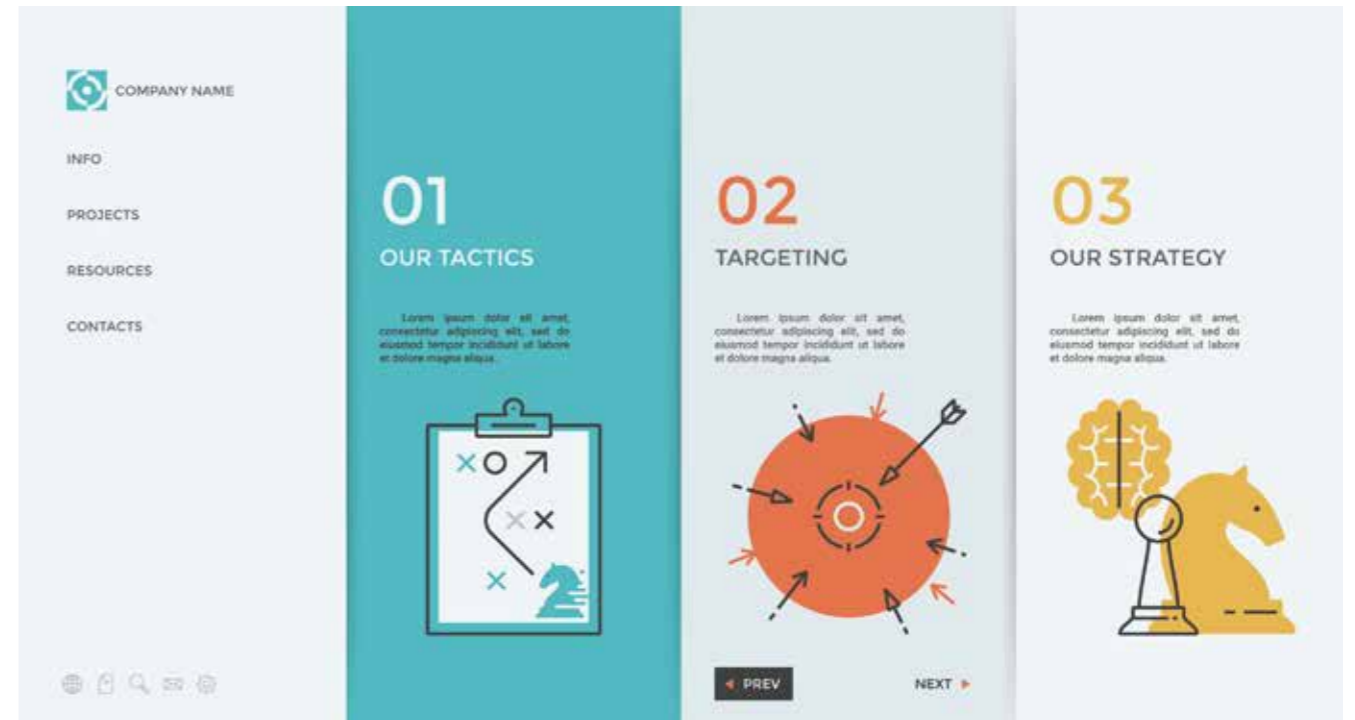 COMPANY NAME
INFO
PROJECTS
RESOURCES
CONTACTS
01
OUR TACTICS
Lorem ipsum dolor sit amet,
consectetur adipiscing elit, sed do
eiusmod tempor incididunt ut labore
et dolore magna aliqua.
02
TARGETING
Lorem ipsum dolor sit amet,
consectetur adipiscing elit, sed do
eiusmod tempor incididunt ut labore
et dolore magna aliqua.
PREV
NEXT
03
OUR STRATEGY
Lorem ipsum dolor sit amet,
consectetur adipiscing elit, sed do
eiusmod tempor incididunt ut labore
et dolore magna aliqua.